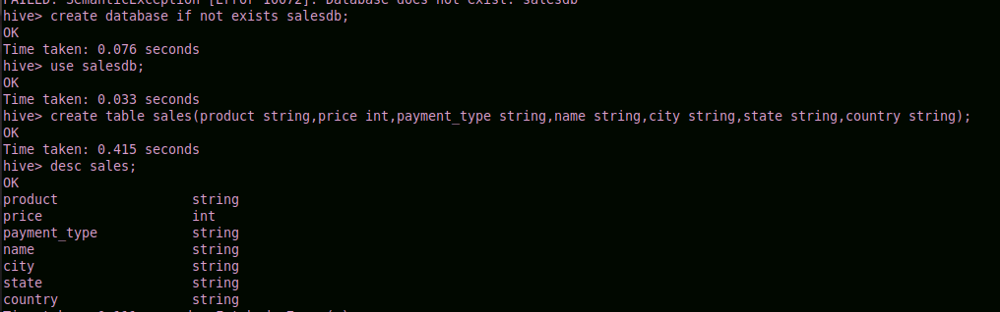 FAILED: SemanticException [Error 10072]: Database does not exist: salesdb
hive> create database if not exists salesdb;
OK
Time taken: 0.076 seconds
hive> use salesdb;
OK
Time taken: 0.033 seconds
hive> create table sales(product string,price int,payment_type string,name string,city string,state string,country string);
OK
Time taken: 0.415 seconds
hive> desc sales;
OK
product string
price int
payment_type string
name string
city string
state string
country string